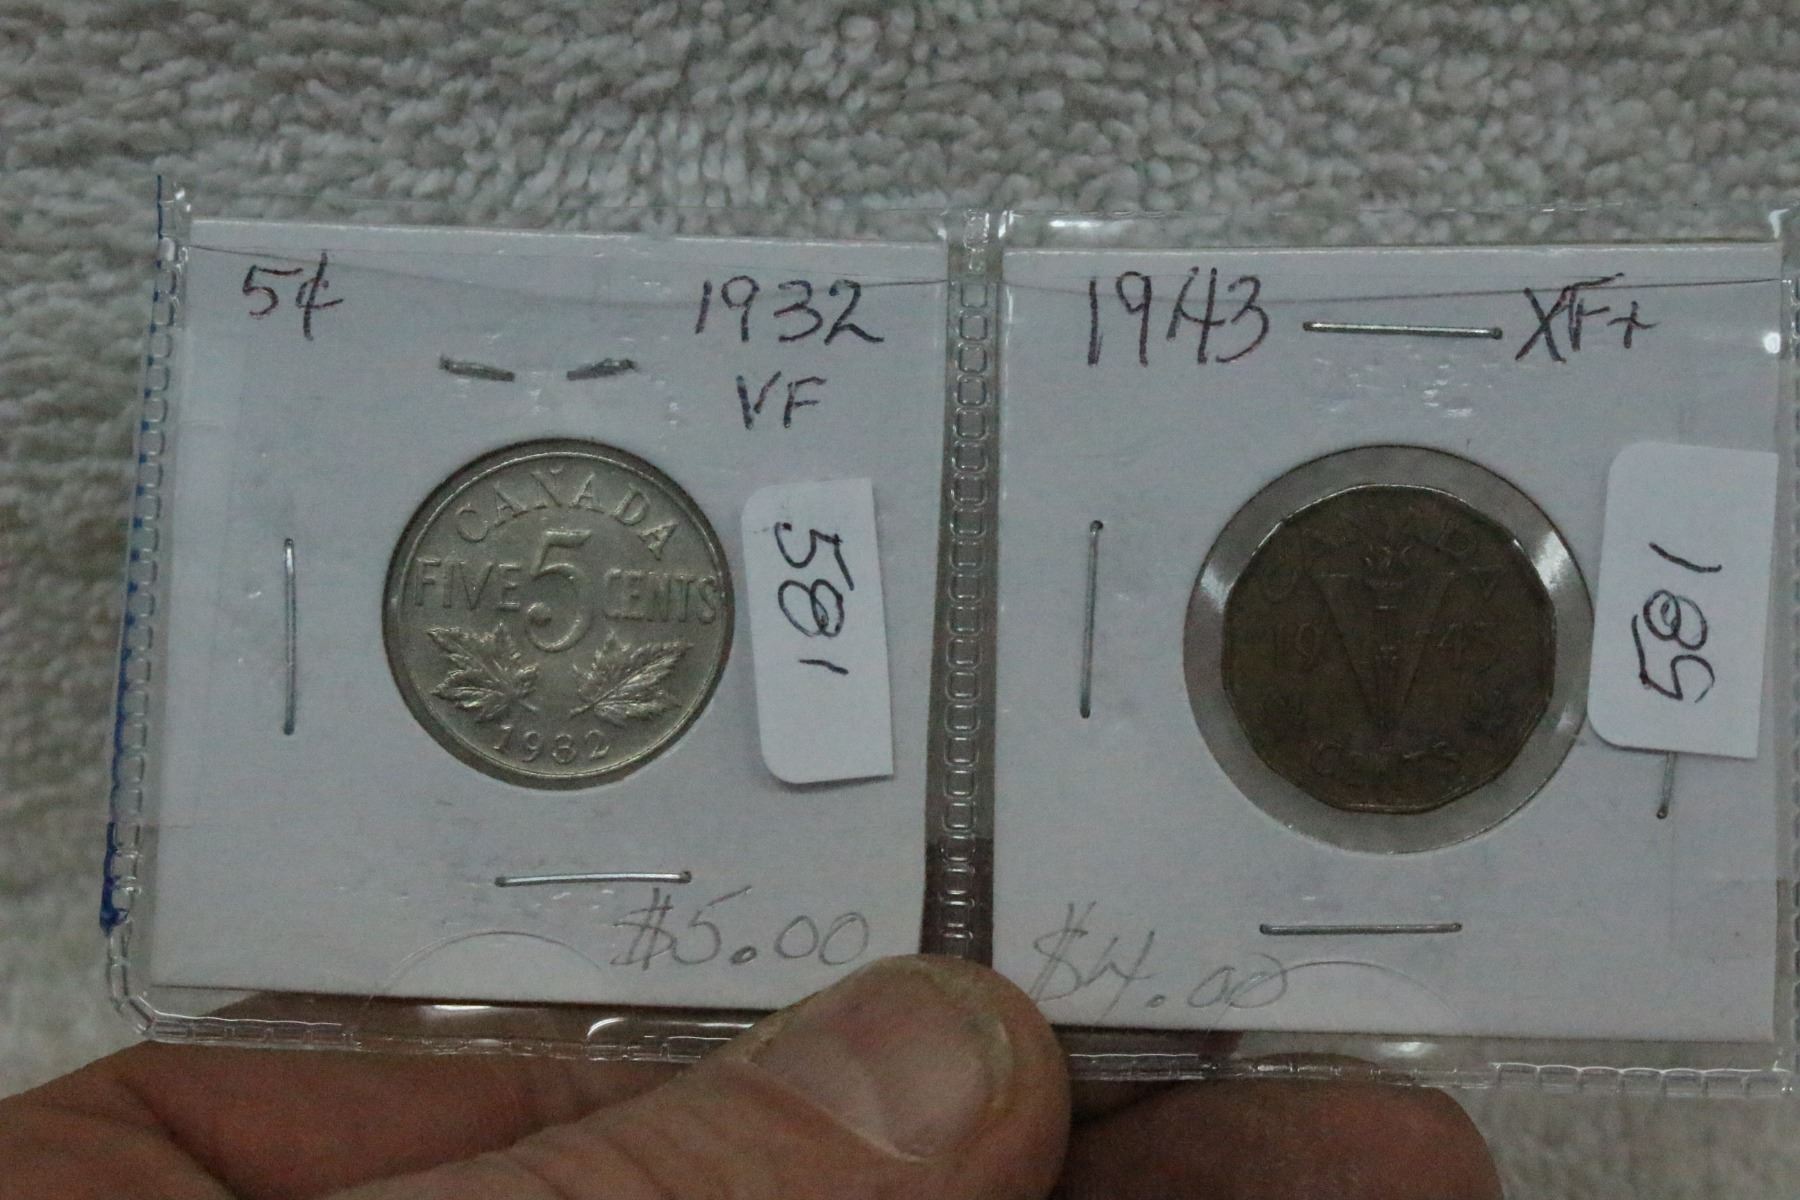 5¢ 1932
VF
CANADA
FIVE 5 CENTS
1932
581
$5.00
1943 XF+
CANADA
19 V 43
CENTS
581
$4.00